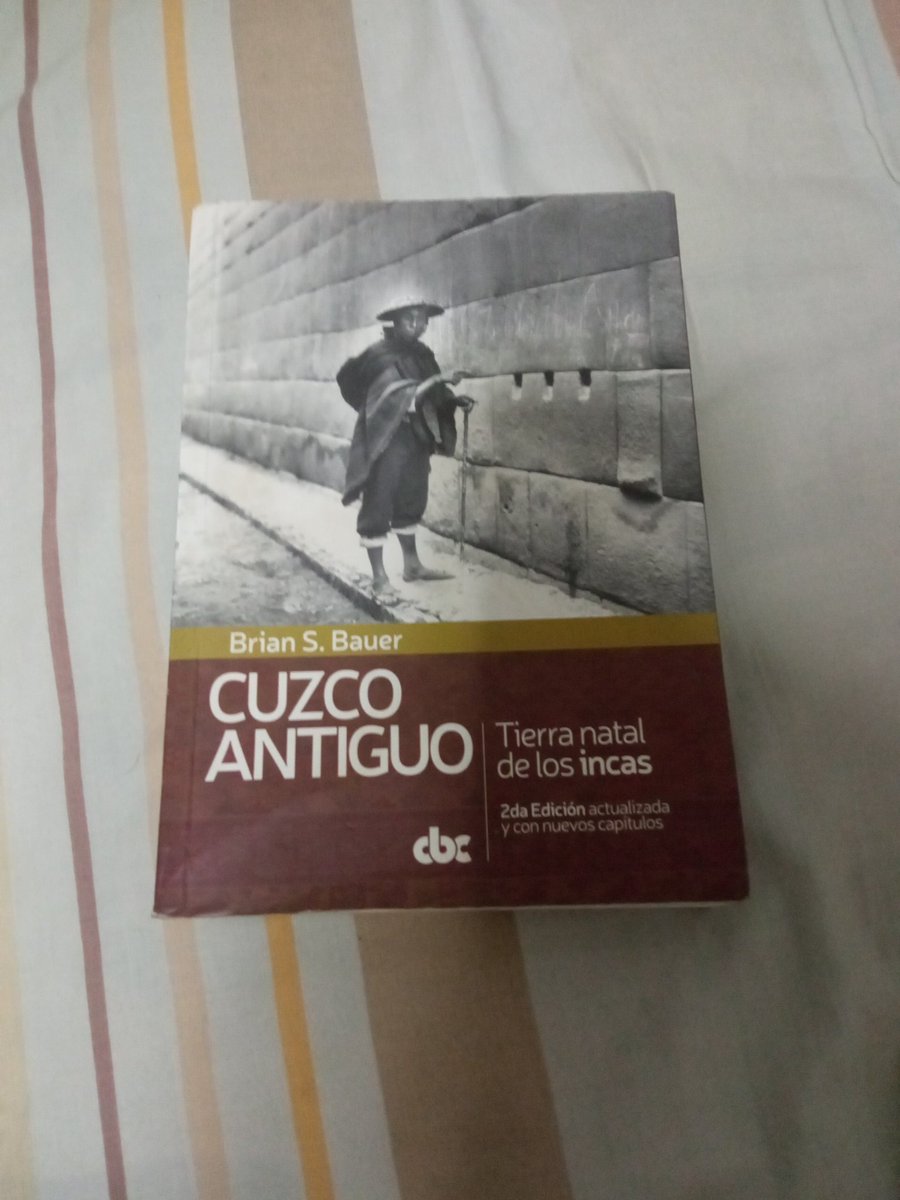 Brian S. Bauer
CUZCO
ANTIGUO
Tierra natal
de los incas
2da Edición actualizada
y con nuevos capítulos
cbc